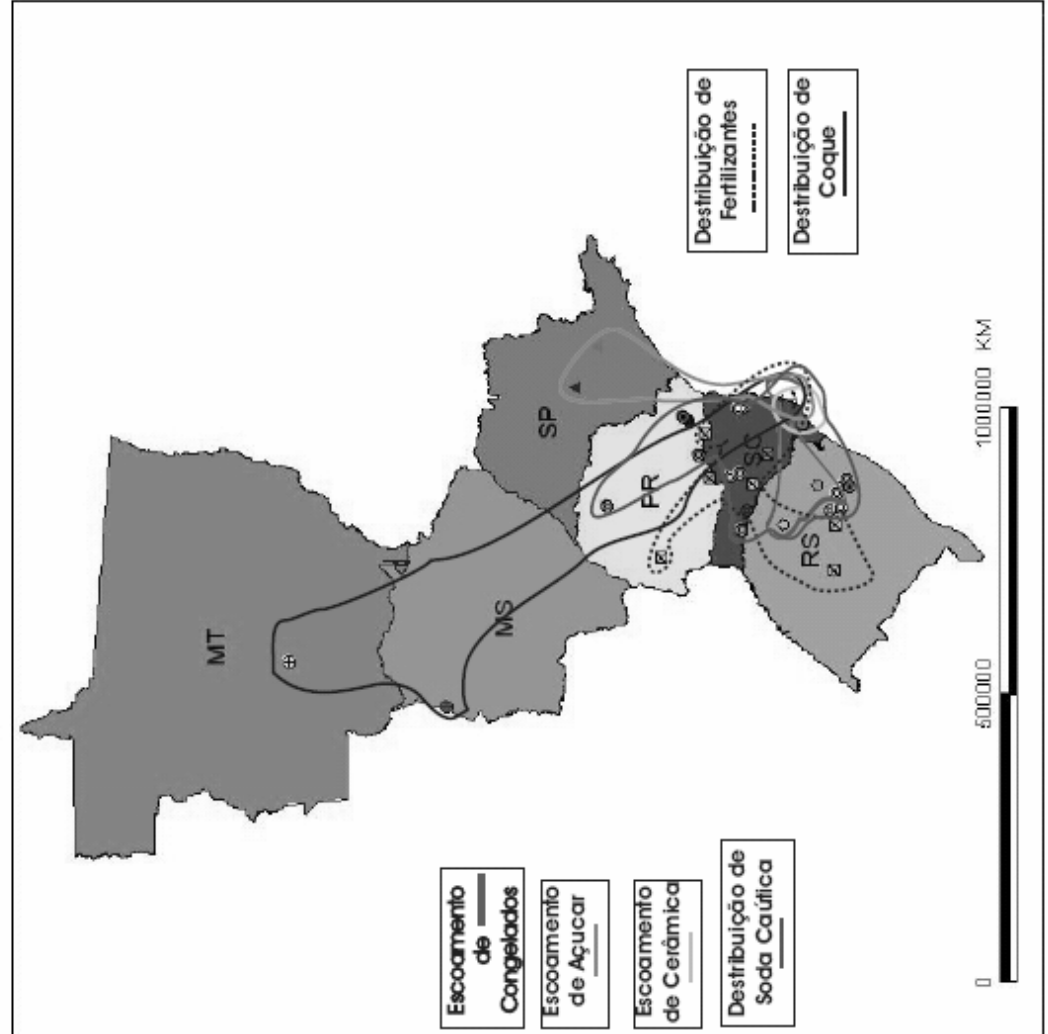 MT
MS
SP
PR
SC
RS
Escoamento
de
Congelados
Escoamento
de Açucar
Escoamento
de Cerâmica
Destribuição de
Soda Caútica
Destribuição de
Fertilizantes
Destribuição de
Coque
0
500000
1000000 KM